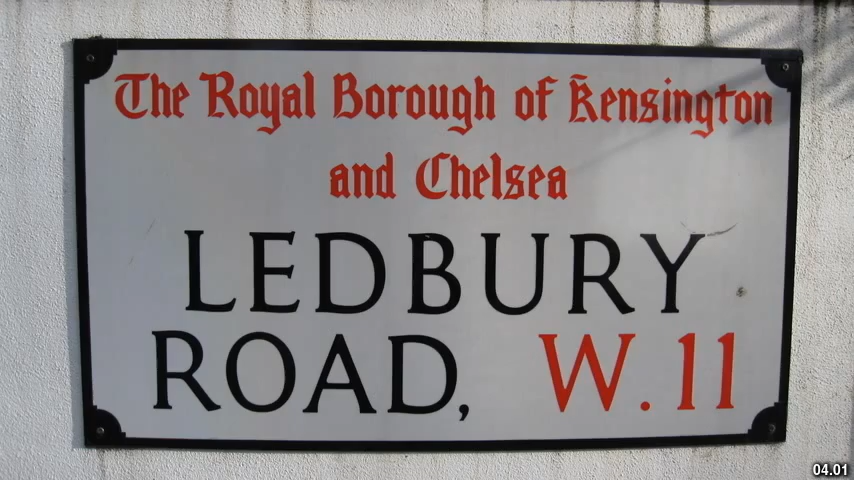 The Royal Borough of Kensington
and Chelsea
LEDBURY
ROAD, W.11
04.01